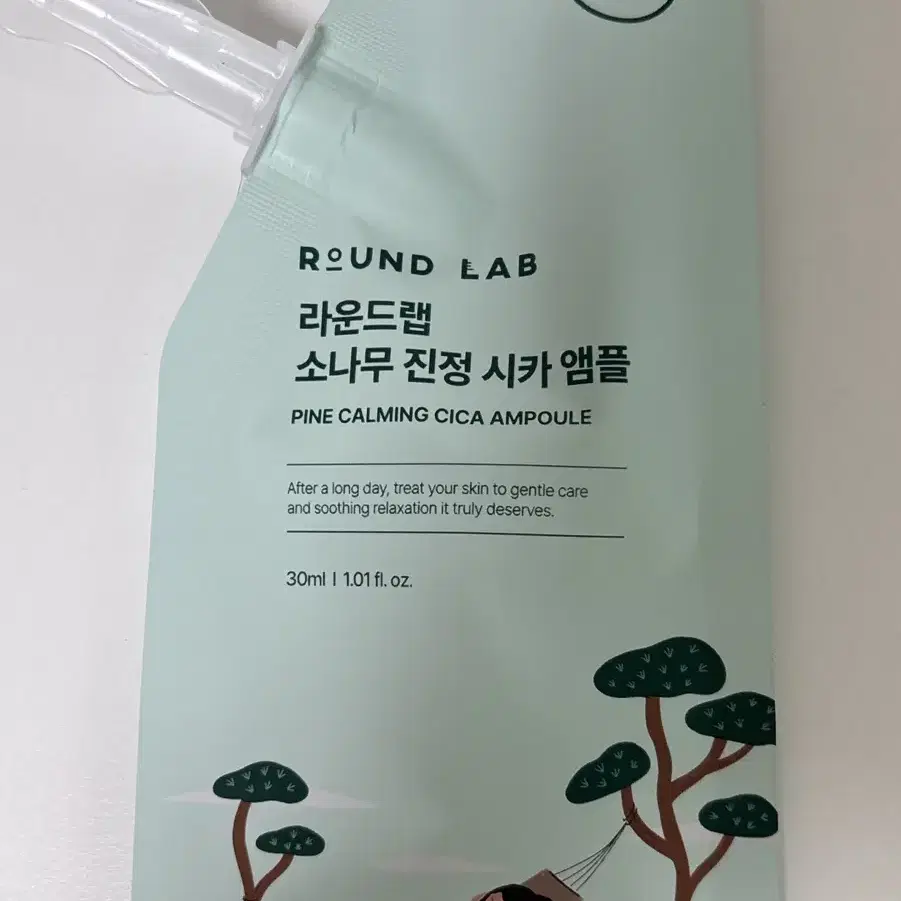 ROUND LAB
라운드랩
소나무 진정 시카 앰플
PINE CALMING CICA AMPOULE
After a long day, treat your skin to gentle care
and soothing relaxation it truly deserves.
30ml | 1.01 fl. oz.